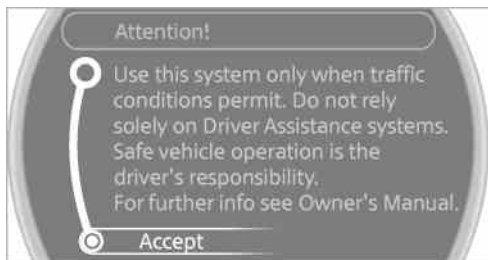 Attention!
Use this system only when traffic
conditions permit. Do not rely
solely on Driver Assistance systems.
Safe vehicle operation is the
driver's responsibility.
For further info see Owner's Manual.
Accept